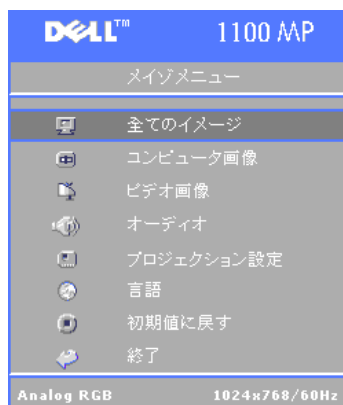 DELL™ 1100 MP
メイゾメニュー
全てのイメージ
コンピュータ画像
ビデオ画像
オーディオ
プロジェクション設定
言語
初期値に戻す
終了
Analog RGB 1024x768/60Hz